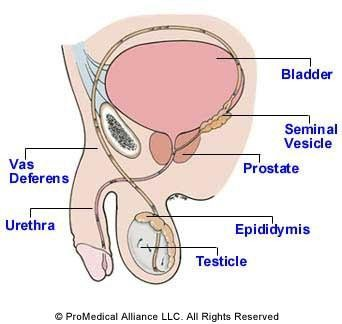 Bladder
Seminal
Vesicle
Prostate
Vas
Deferens
Urethra
Epididymis
Testicle
© ProMedical Alliance LLC. All Rights Reserved